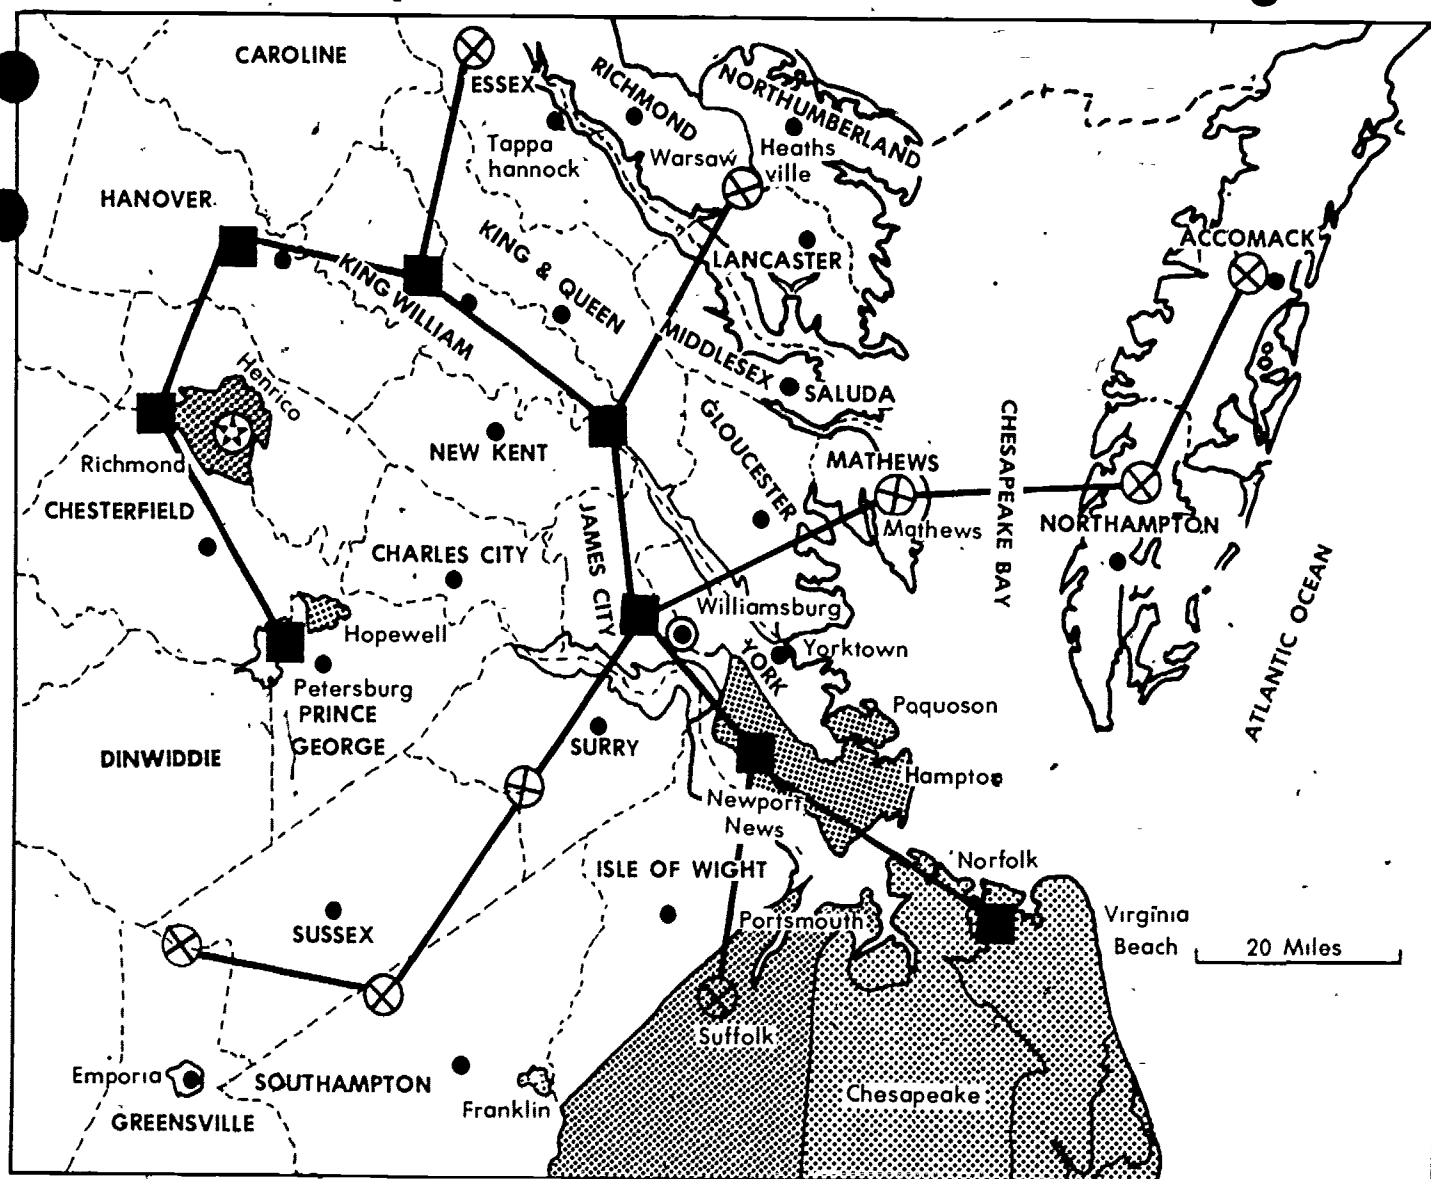 CAROLINE
ESSEX
RICHMOND
NORTHUMBERLAND
Tappa
hannock
Warsaw
Heaths
ville
HANOVER
KING & QUEEN
LANCASTER
ACCOMACK
KING WILLIAM
MIDDLESEX
SALUDA
Henrico
NEW KENT
GLOUCESTER
MATHEWS
Mathews
CHESAPEAKE BAY
NORTHAMPTON
Richmond
CHESTERFIELD
CHARLES CITY
JAMES CITY
ATLANTIC OCEAN
Hopewell
Williamsburg
YORK
Yorktown
Petersburg
PRINCE
GEORGE
Paquoson
DINWIDDIE
SURRY
Hampton
Newport
News
ISLE OF WIGHT
Norfolk
Portsmouth
Virginia
Beach
20 Miles
SUSSEX
Suffolk
Emporia
SOUTHAMPTON
Franklin
Chesapeake
GREENSVILLE